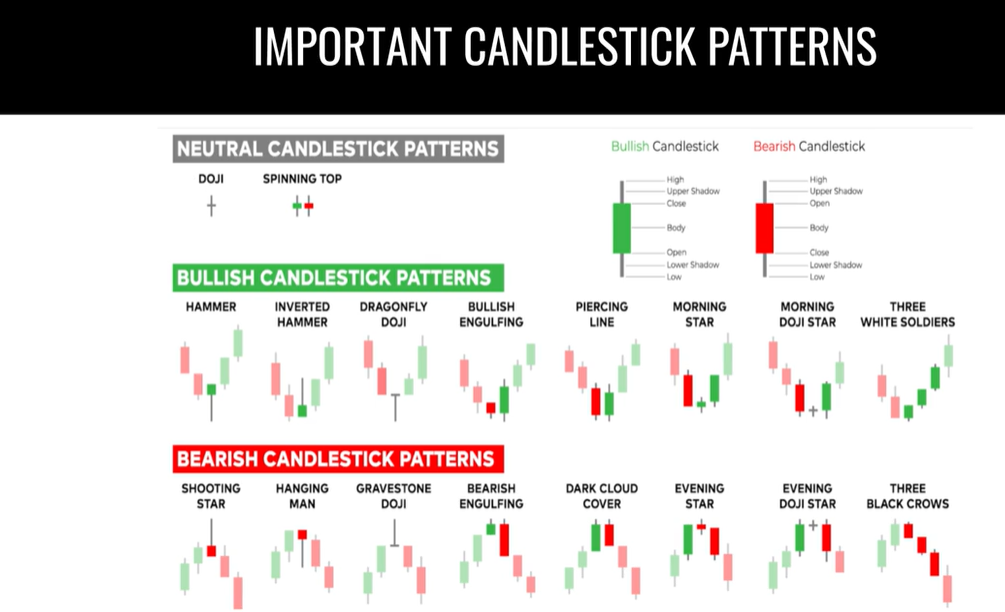 IMPORTANT CANDLESTICK PATTERNS
NEUTRAL CANDLESTICK PATTERNS
DOJI
SPINNING TOP
Bullish Candlestick
High
Upper Shadow
Close
Body
Open
Lower Shadow
Low
Bearish Candlestick
High
Upper Shadow
Open
Body
Close
Lower Shadow
Low
BULLISH CANDLESTICK PATTERNS
HAMMER
INVERTED
HAMMER
DRAGONFLY
DOJI
BULLISH
ENGULFING
PIERCING
LINE
MORNING
STAR
MORNING
DOJI STAR
THREE
WHITE SOLDIERS
BEARISH CANDLESTICK PATTERNS
SHOOTING
STAR
HANGING
MAN
GRAVESTONE
DOJI
BEARISH
ENGULFING
DARK CLOUD
COVER
EVENING
STAR
EVENING
DOJI STAR
THREE
BLACK CROWS